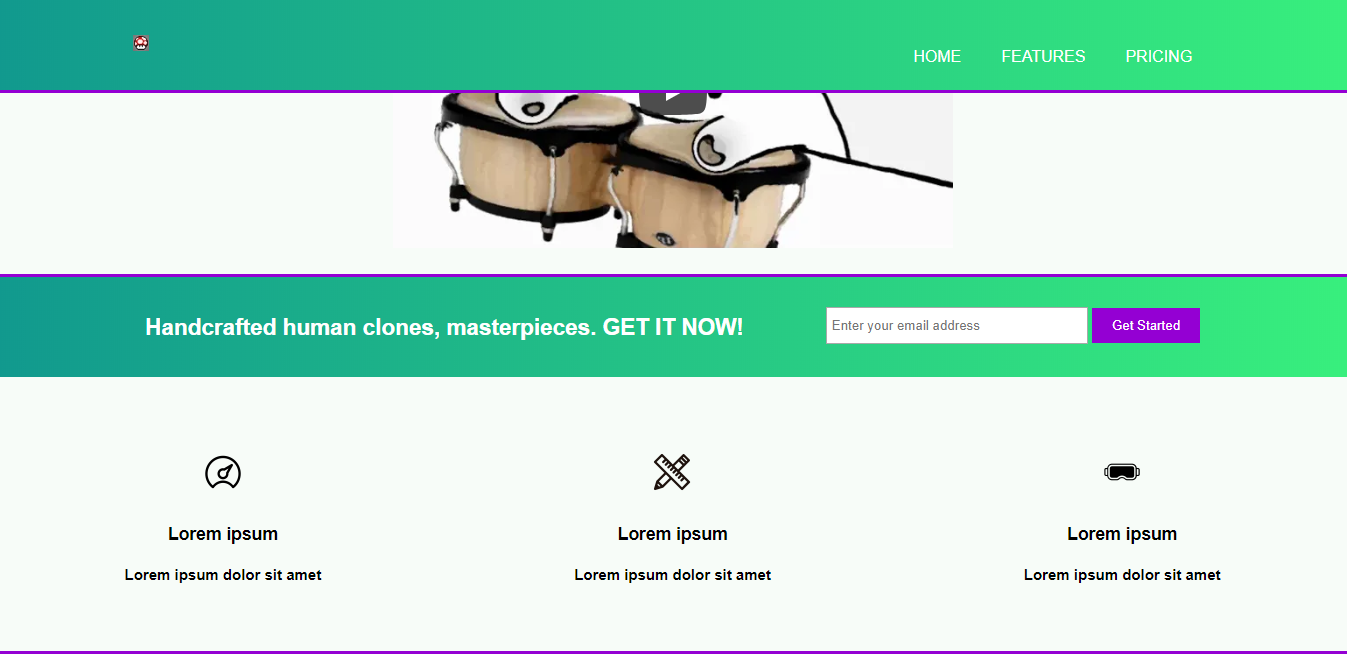 HOME FEATURES PRICING
Handcrafted human clones, masterpieces. GET IT NOW!
Enter your email address
Get Started
Lorem ipsum
Lorem ipsum dolor sit amet
Lorem ipsum
Lorem ipsum dolor sit amet
Lorem ipsum
Lorem ipsum dolor sit amet